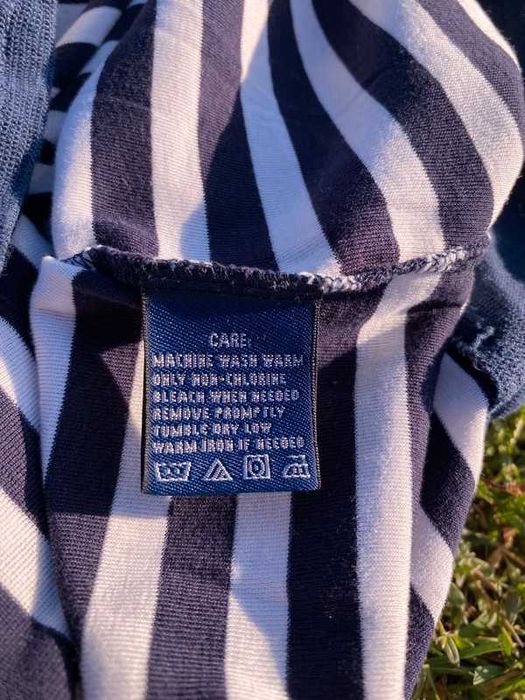 CARE:
MACHINE WASH WARM
ONLY NON-CHLORINE
BLEACH WHEN NEEDED
REMOVE PROMPTLY
TUMBLE DRY LOW
WARM IRON IF NEEDED